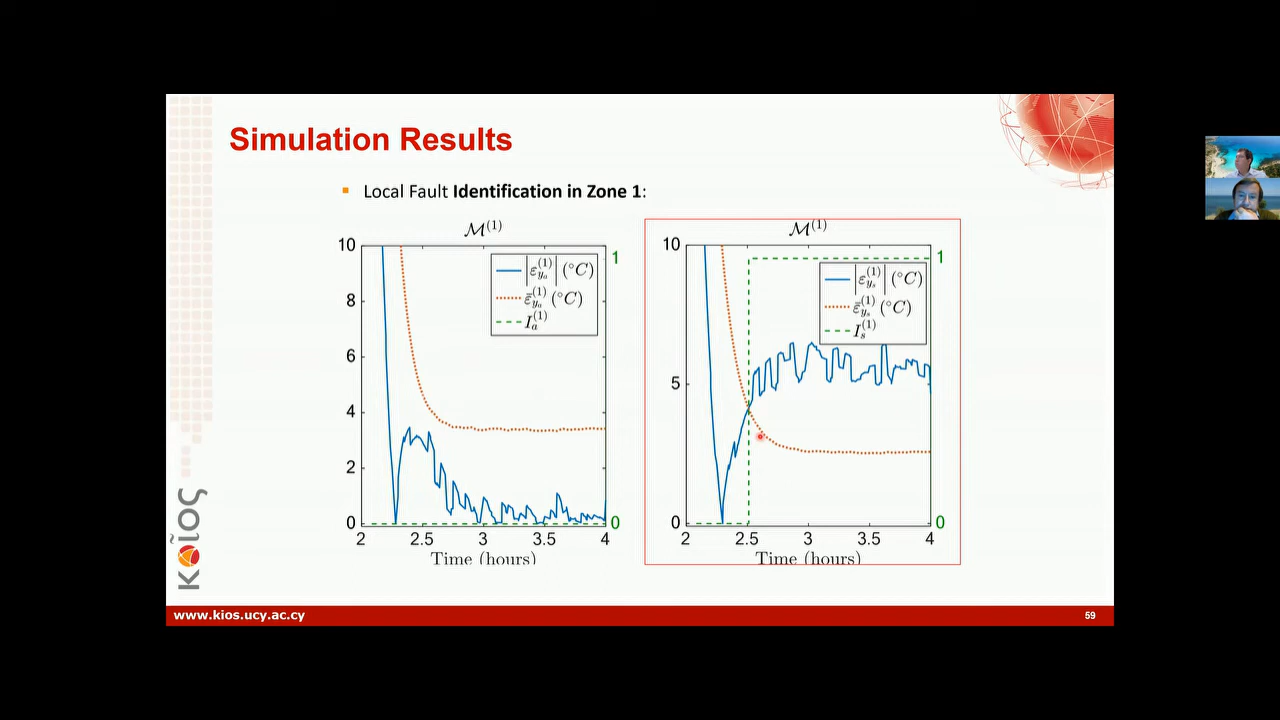 Simulation Results
Local Fault Identification in Zone 1:
ℳ⁽¹⁾
10
8
6
4
2
0
1
0
|ε_{y_a}^{(1)}| (°C)
ε̄_{y_a}^{(1)} (°C)
I_a^{(1)}
2 2.5 3 3.5 4
Time (hours)
ℳ⁽¹⁾
10
5
0
1
0
|ε_{y_s}^{(1)}| (°C)
ε̄_{y_s}^{(1)} (°C)
I_s^{(1)}
2 2.5 3 3.5 4
Time (hours)
κοῖος
www.kios.ucy.ac.cy
59